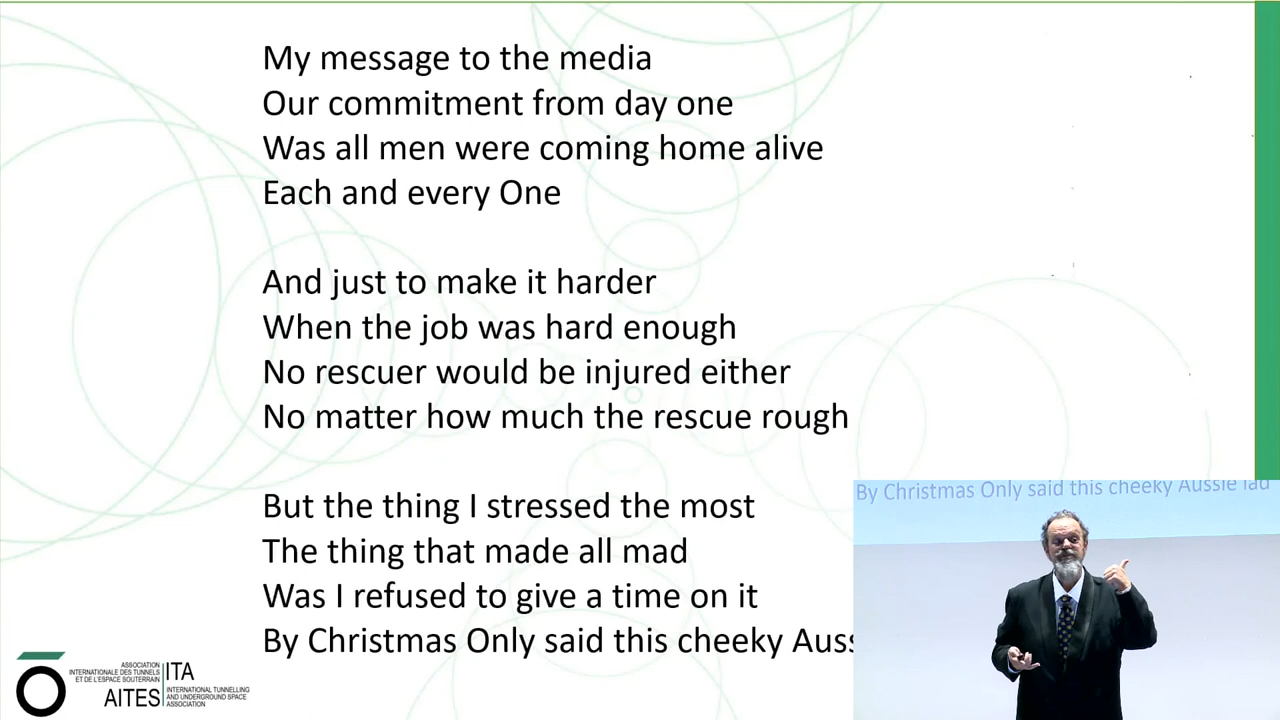 My message to the media
Our commitment from day one
Was all men were coming home alive
Each and every One
And just to make it harder
When the job was hard enough
No rescuer would be injured either
No matter how much the rescue rough
But the thing I stressed the most
The thing that made all mad
Was I refused to give a time on it
By Christmas Only said this cheeky Auss
By Christmas Only said this cheeky Aussie lad
ASSOCIATION
INTERNATIONALE DES TUNNELS
ET DE L'ESPACE SOUTERRAIN
AITES
ITA
INTERNATIONAL TUNNELLING
AND UNDERGROUND SPACE
ASSOCIATION